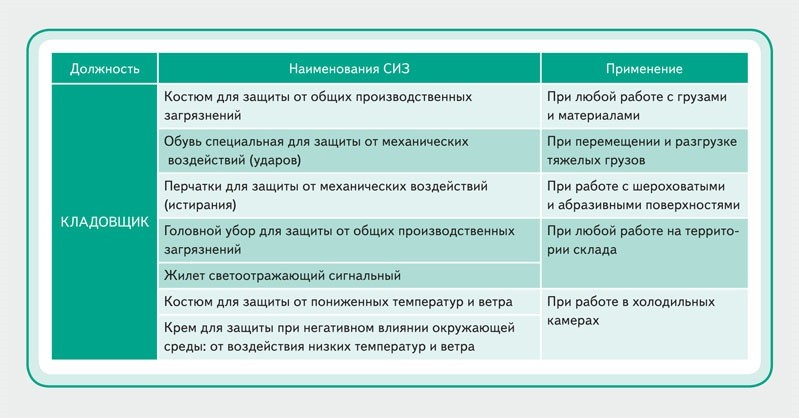 Должность
Наименования СИЗ
Применение
КЛАДОВЩИК
Костюм для защиты от общих производственных
загрязнений
При любой работе с грузами
и материалами
Обувь специальная для защиты от механических
воздействий (ударов)
При перемещении и разгрузке
тяжелых грузов
Перчатки для защиты от механических воздействий
(истирания)
При работе с шероховатыми
и абразивными поверхностями
Головной убор для защиты от общих производственных
загрязнений
Жилет светоотражающий сигнальный
При любой работе на террито-
рии склада
Костюм для защиты от пониженных температур и ветра
Крем для защиты при негативном влиянии окружающей
среды: от воздействия низких температур и ветра
При работе в холодильных
камерах